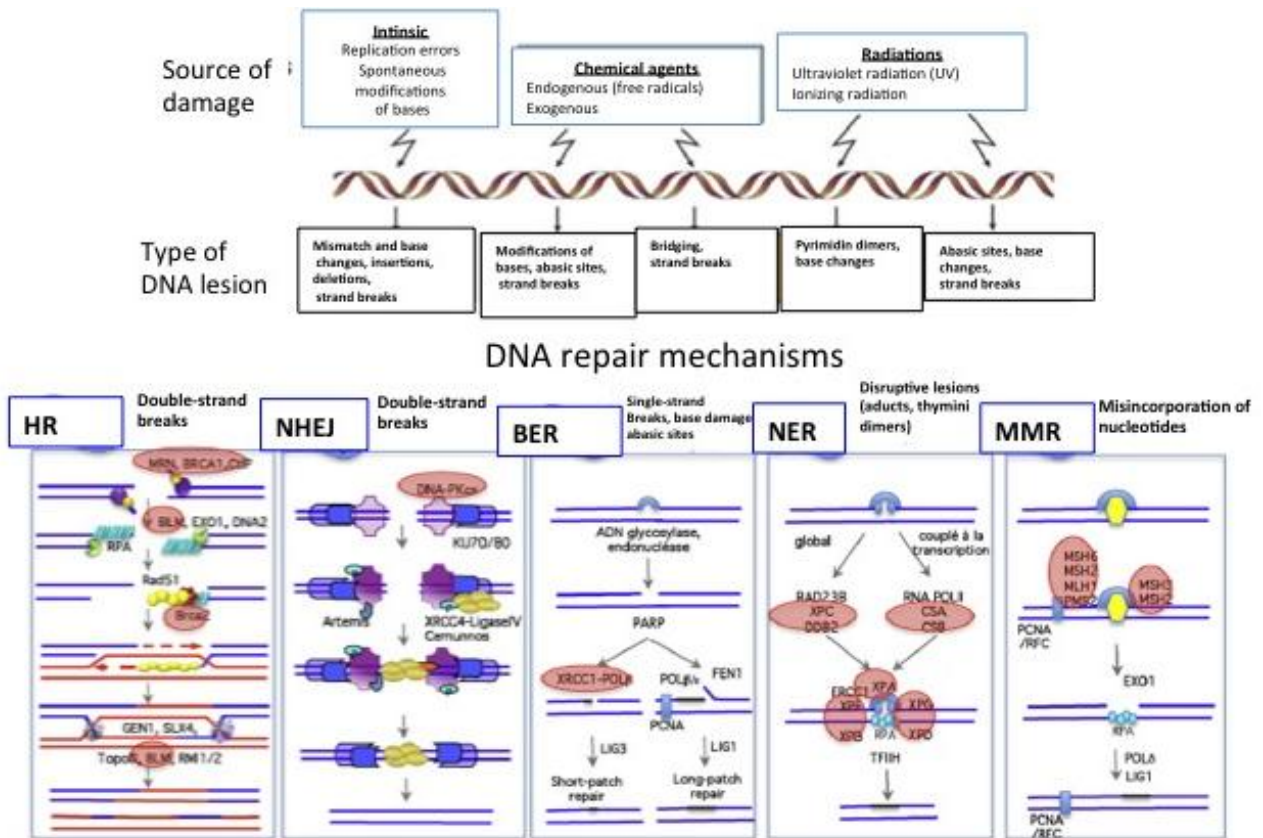 Intrinsic
Replication errors
Spontaneous
modifications
of bases
Source of
damage
Chemical agents
Endogenous (free radicals)
Exogenous
Radiations
Ultraviolet radiation (UV)
Ionizing radiation
Type of
DNA lesion
Mismatch and base
changes, insertions,
deletions,
strand breaks
Modifications of
bases, abasic sites,
strand breaks
Bridging,
strand breaks
Pyrimidin dimers,
base changes
Abasic sites, base
changes,
strand breaks
DNA repair mechanisms
HR
Double-strand
breaks
MRN, BRCA1,CtIP
BLM, EXO1, DNA2
RPA
Rad51
Brca2
GEN1, SLX4,
BLM, RMI1/2
NHEJ
Double-strand
breaks
DNA-PKcs
KU70/80
Artemis
XRCC4-LigaseIV
Cernunnos
BER
Single-strand
Breaks, base damage
abasic sites
ADN glycosylase,
endonucléase
PARP
XRCC1-POLβ
FEN1
PCNA
LIG3
LIG1
Short-patch
repair
Long-patch
repair
NER
Disruptive lesions
(aducts, thymini
dimers)
global
couplé à la
transcription
RAD23B
XPC
DDB2
RNA POLII
CSA
CSB
ERCC1
XPA
XPF
XPG
XPB
RPA
XPD
TFIIH
MMR
Misincorporation of
nucleotides
MSH6
MSH2
MLH1
PMS2
MSH3
MSH2
PCNA
/RFC
EXO1
RPA
POLδ
LIG1
PCNA
/RFC